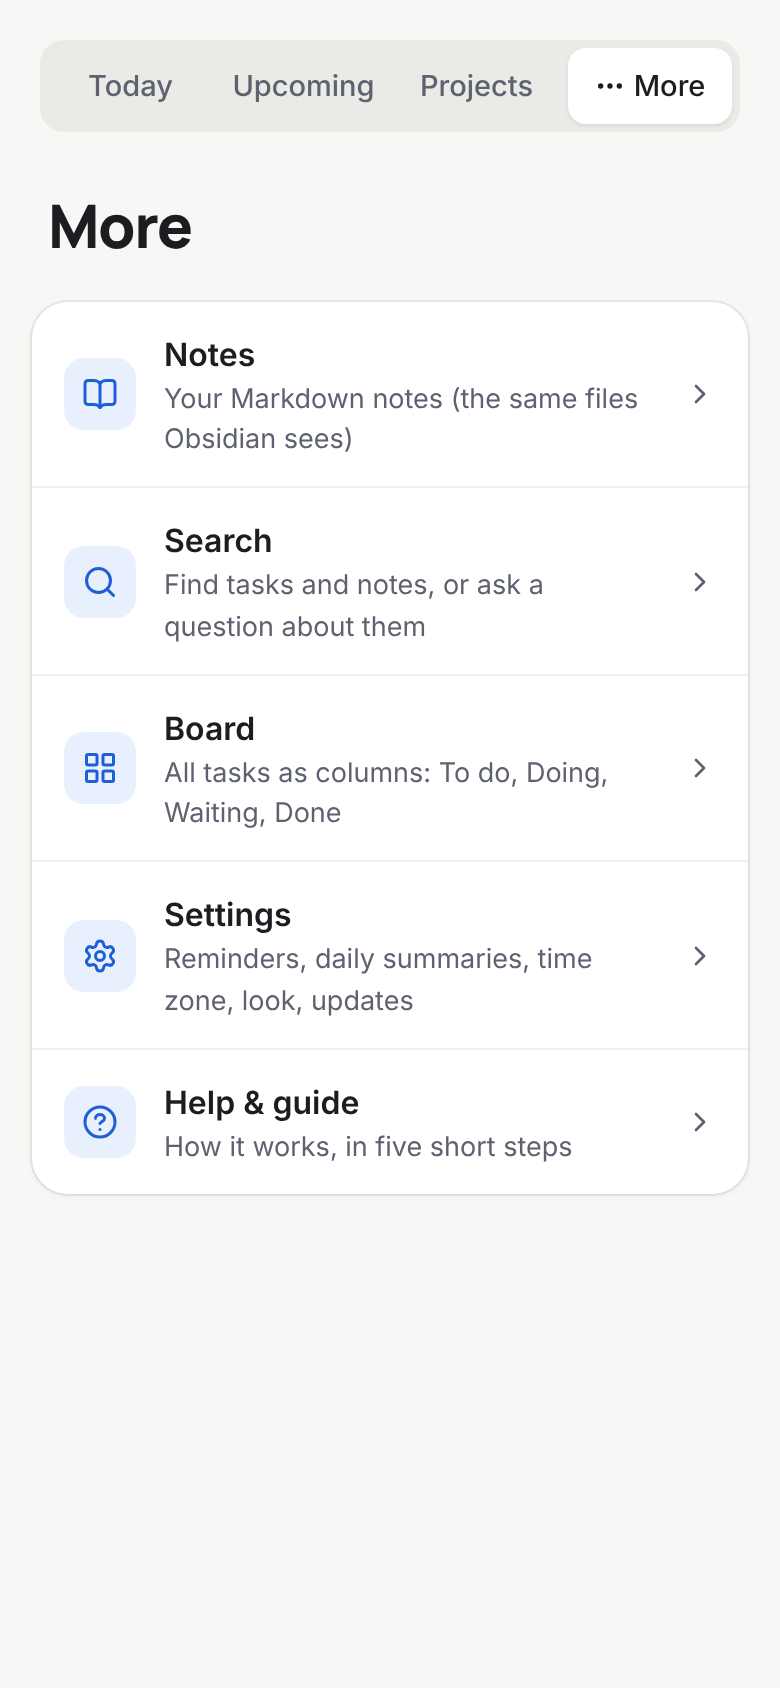 Today Upcoming Projects ••• More
More
Notes
Your Markdown notes (the same files
Obsidian sees)
Search
Find tasks and notes, or ask a
question about them
Board
All tasks as columns: To do, Doing,
Waiting, Done
Settings
Reminders, daily summaries, time
zone, look, updates
Help & guide
How it works, in five short steps